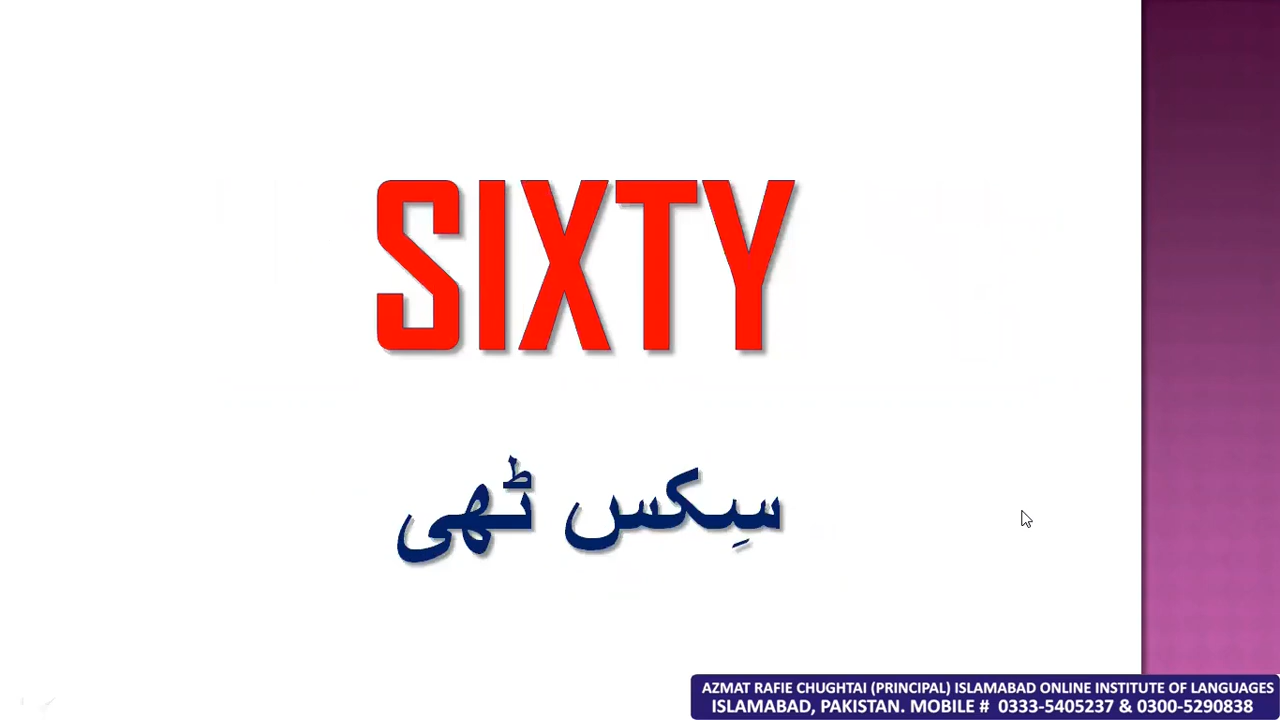 SIXTY
سِکس ٹھی
AZMAT RAFIE CHUGHTAI (PRINCIPAL) ISLAMABAD ONLINE INSTITUTE OF LANGUAGES
ISLAMABAD, PAKISTAN. MOBILE # 0333-5405237 & 0300-5290838